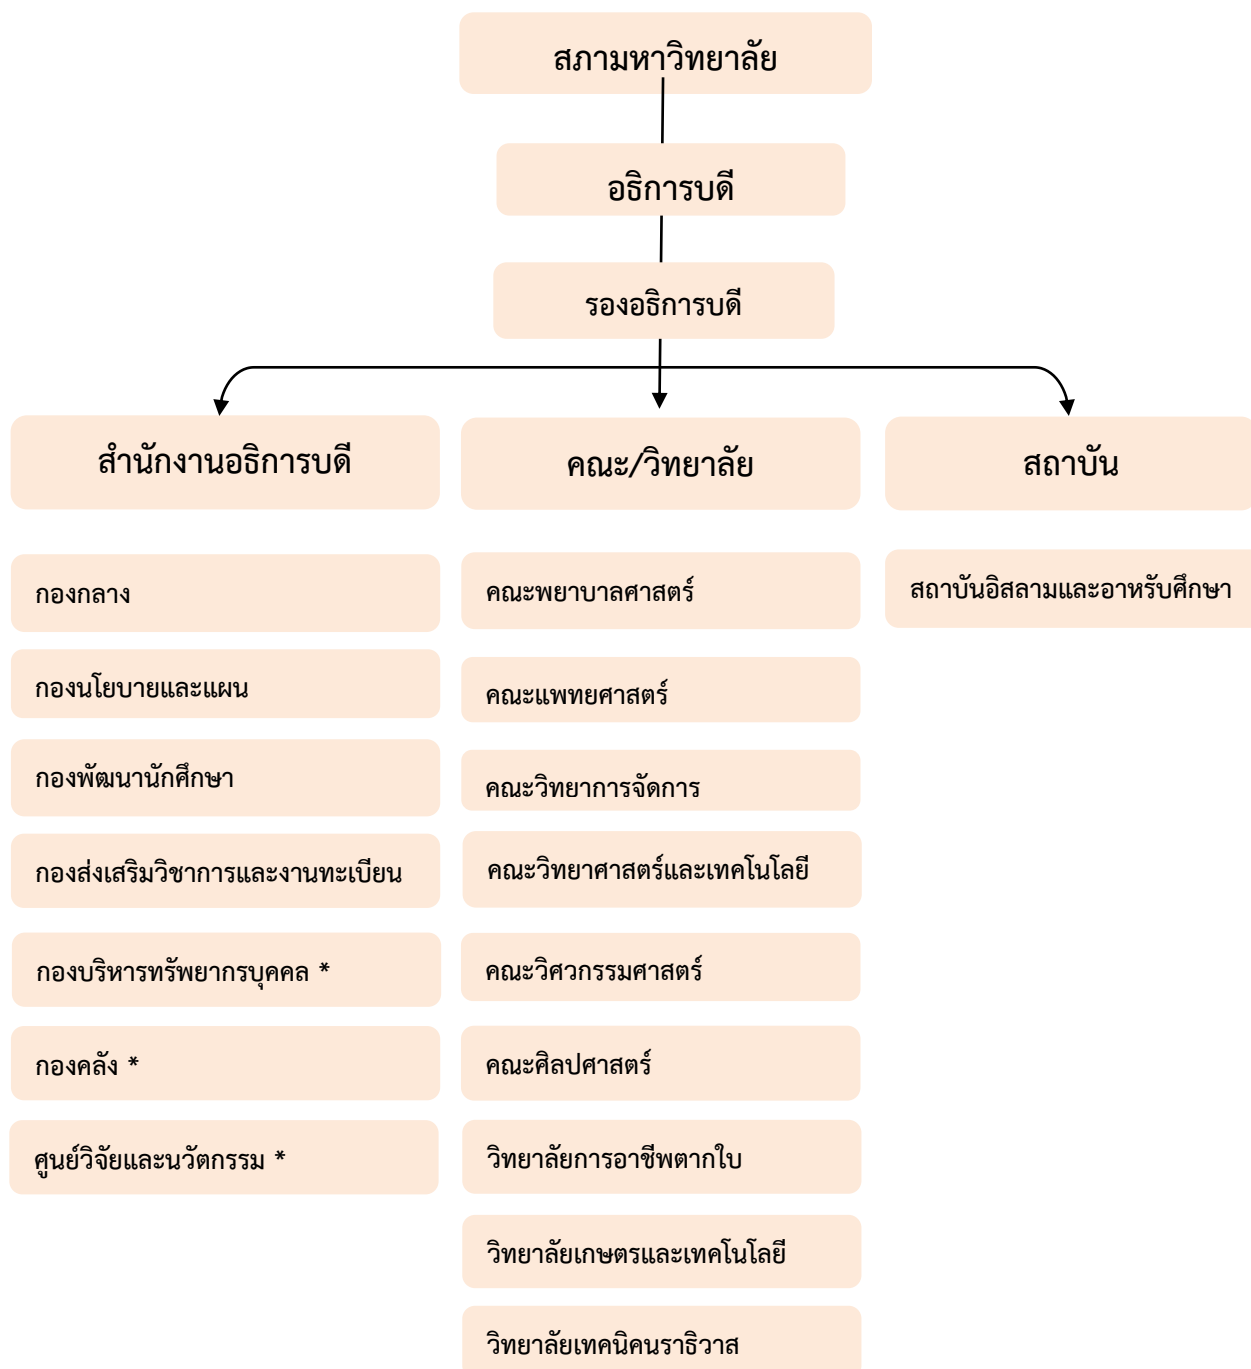 สภามหาวิทยาลัย
อธิการบดี
รองอธิการบดี
สำนักงานอธิการบดี
กองกลาง
กองนโยบายและแผน
กองพัฒนานักศึกษา
กองส่งเสริมวิชาการและงานทะเบียน
กองบริหารทรัพยากรบุคคล *
กองคลัง *
ศูนย์วิจัยและนวัตกรรม *
คณะ/วิทยาลัย
คณะพยาบาลศาสตร์
คณะแพทยศาสตร์
คณะวิทยาการจัดการ
คณะวิทยาศาสตร์และเทคโนโลยี
คณะวิศวกรรมศาสตร์
คณะศิลปศาสตร์
วิทยาลัยการอาชีพตากใบ
วิทยาลัยเกษตรและเทคโนโลยี
วิทยาลัยเทคนิคนราธิวาส
สถาบัน
สถาบันอิสลามและอาหรับศึกษา